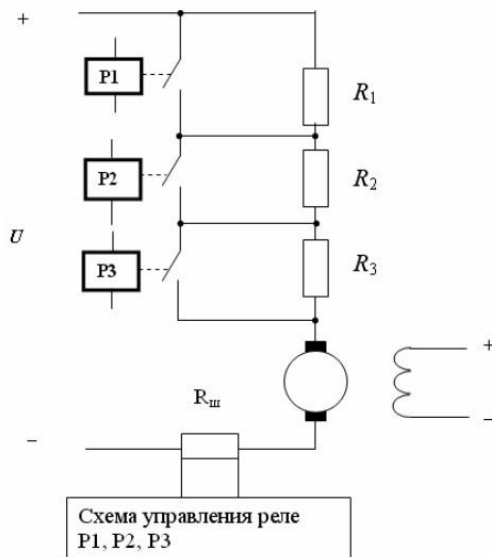 +
P1
R1
P2
R2
U
P3
R3
+
Rш
−
−
Схема управления реле
P1, P2, P3